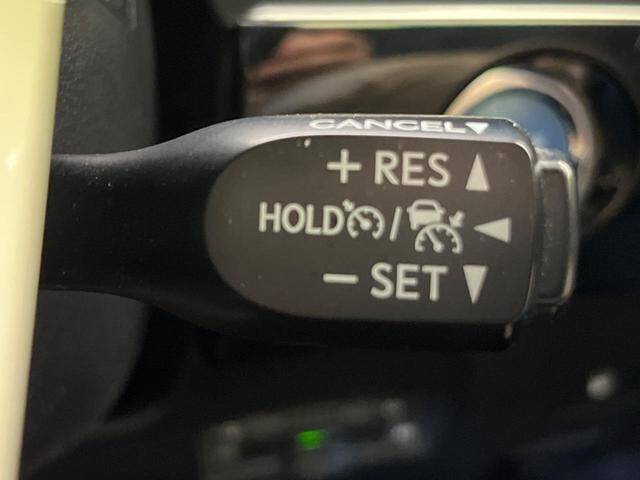 CANCEL
+ RES
HOLD /
– SET